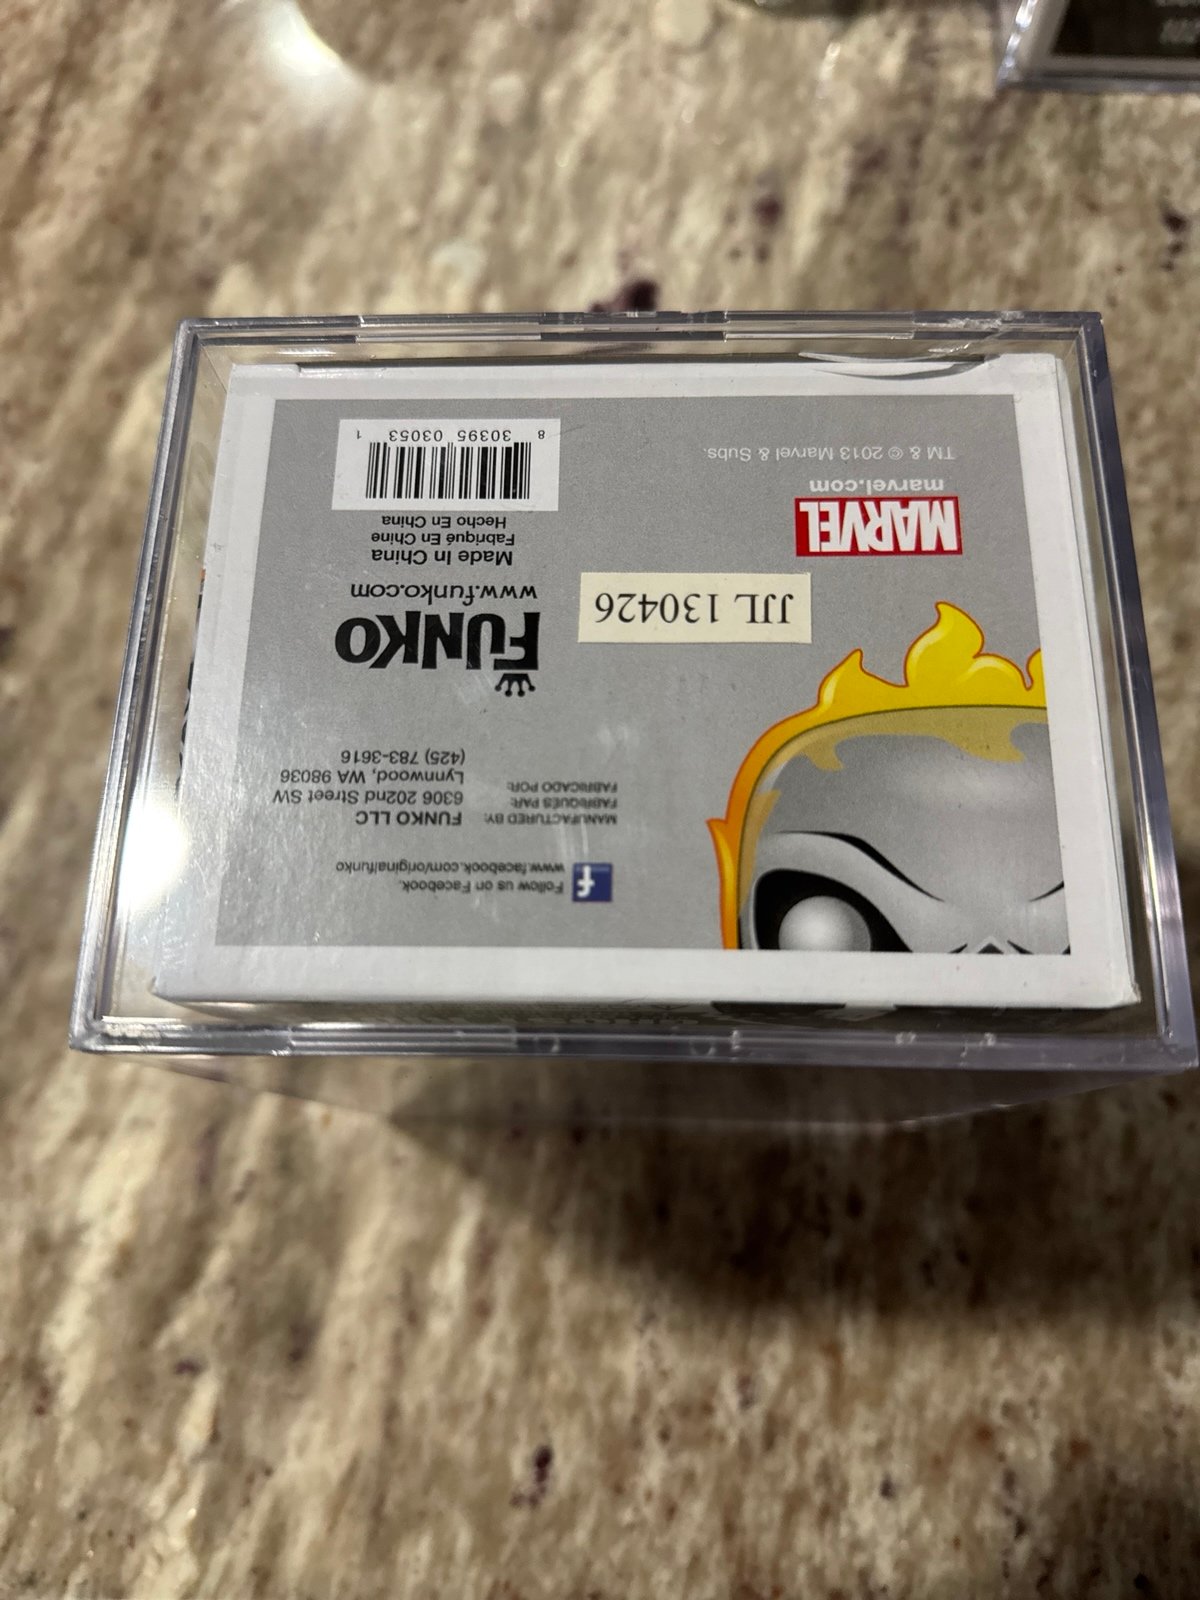 Follow us on Facebook.
www.facebook.com/originalfunko
MANUFACTURED BY:
FABRIQUÉS PAR:
FABRICADO POR:
FUNKO LLC
6306 202nd Street SW
Lynnwood, WA 98036
(425) 783-3616
FUNKO
www.funko.com
Made In China
Fabriqué En Chine
Hecho En China
8 30395 03053 1
JJL 130426
MARVEL
marvel.com
TM & © 2013 Marvel & Subs.